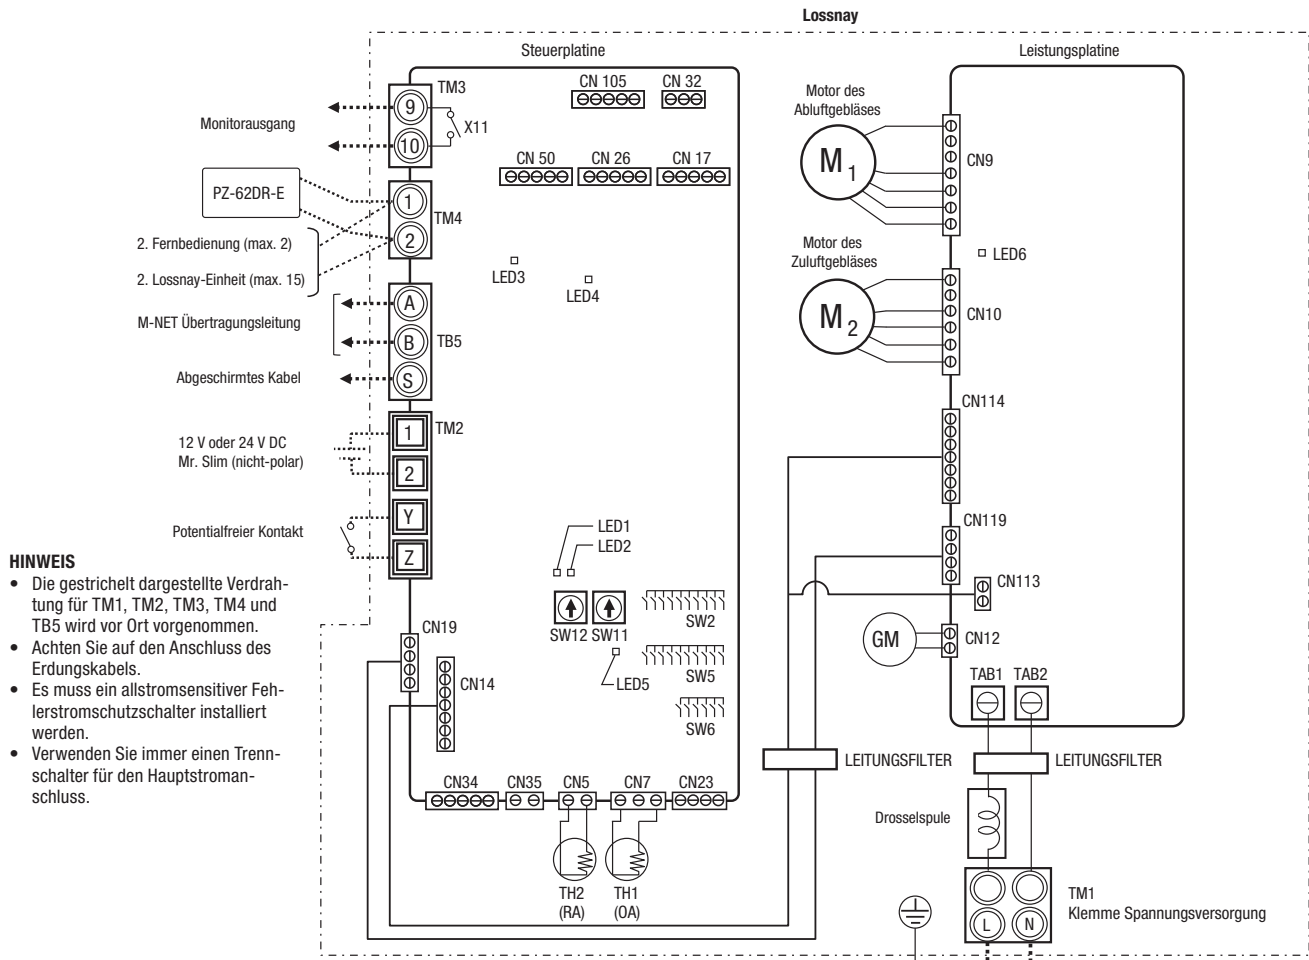 Lossnay
Steuerplatine
Leistungsplatine
TM3
9
10
X11
Monitorausgang
CN 105
CN 32
CN 50
CN 26
CN 17
PZ-62DR-E
1
2
TM4
2. Fernbedienung (max. 2)
2. Lossnay-Einheit (max. 15)
LED3
LED4
M-NET Übertragungsleitung
A
B
S
TB5
Abgeschirmtes Kabel
12 V oder 24 V DC
Mr. Slim (nicht-polar)
1
2
Y
Z
TM2
Potentialfreier Kontakt
HINWEIS
• Die gestrichelt dargestellte Verdrah-
tung für TM1, TM2, TM3, TM4 und
TB5 wird vor Ort vorgenommen.
• Achten Sie auf den Anschluss des
Erdungskabels.
• Es muss ein allstromsensitiver Feh-
lerstromschutzschalter installiert
werden.
• Verwenden Sie immer einen Trenn-
schalter für den Hauptstroman-
schluss.
LED1
LED2
SW12
SW11
SW2
LED5
SW5
SW6
CN19
CN14
CN34
CN35
CN5
CN7
CN23
TH2
(RA)
TH1
(OA)
Motor des
Abluftgebläses
M1
CN9
LED6
Motor des
Zuluftgebläses
M2
CN10
CN114
CN119
CN113
GM
CN12
TAB1
TAB2
LEITUNGSFILTER
LEITUNGSFILTER
Drosselspule
L
N
TM1
Klemme Spannungsversorgung